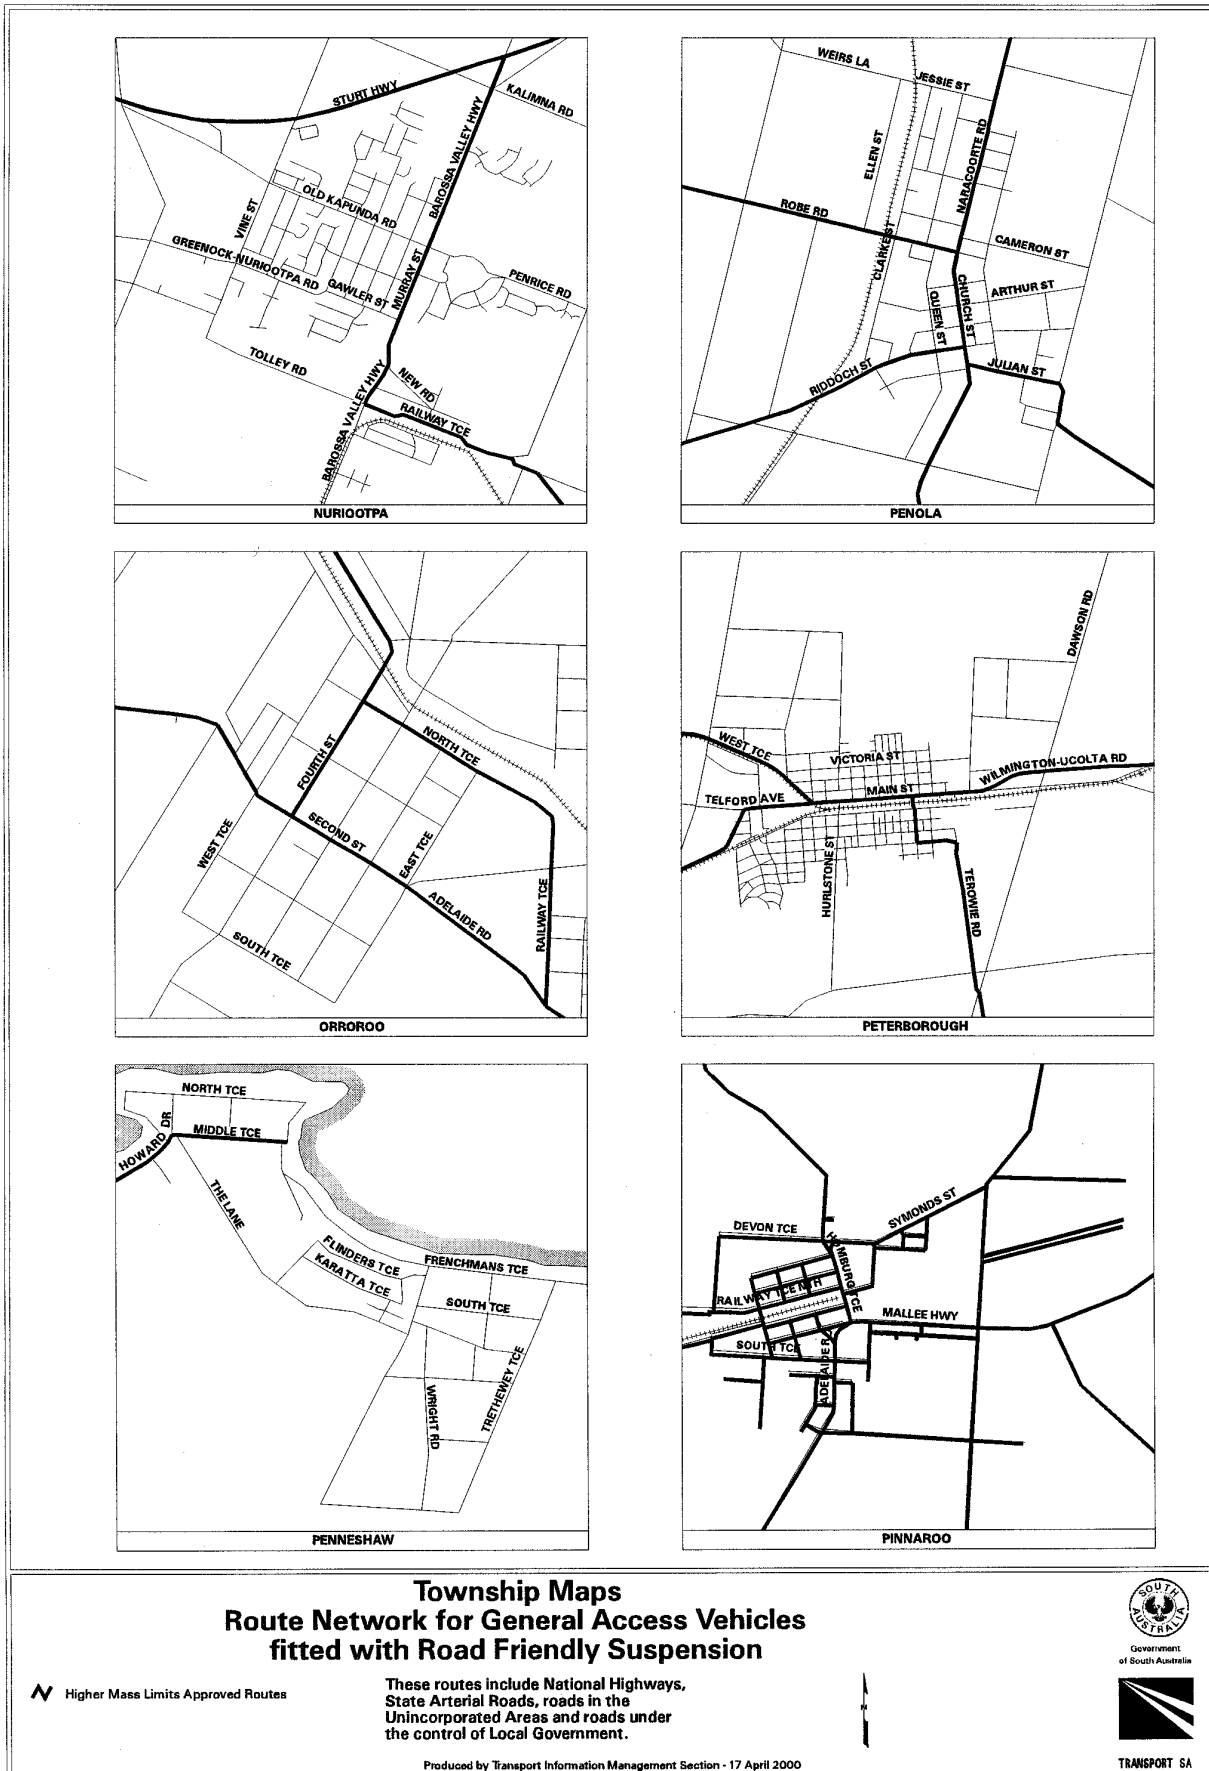 STURT HWY
KALIMNA RD
BAROSSA VALLEY HWY
OLD KAPUNDA RD
VINE ST
GREENOCK-NURIOOTPA RD
GAWLER ST
MURRAY ST
PENRICE RD
TOLLEY RD
NEW RD
BAROSSA VALLEY HWY
RAILWAY TCE
NURIOOTPA
WEIRS LA
JESSIE ST
ELLEN ST
NARACOORTE RD
ROBE RD
CLARKE ST
CAMERON ST
ARTHUR ST
QUEEN ST
CHURCH ST
RIDDOCH ST
JULIAN ST
PENOLA
NORTH TCE
FOURTH ST
SECOND ST
WEST TCE
EAST TCE
ADELAIDE RD
RAILWAY TCE
SOUTH TCE
ORROROO
DAWSON RD
WEST TCE
VICTORIA ST
WILMINGTON-UCOLTA RD
TELFORD AVE
MAIN ST
HURLSTONE ST
TEROWIE RD
PETERBOROUGH
NORTH TCE
HOWARD DR
MIDDLE TCE
THE LANE
FLINDERS TCE
KARATTA TCE
FRENCHMANS TCE
SOUTH TCE
WRIGHT RD
TRETHEWEY TCE
PENNESHAW
DEVON TCE
SYMONDS ST
HOMBURG TCE
RAILWAY TCE NTH
MALLEE HWY
SOUTH TCE
ADELAIDE RD
PINNAROO
Township Maps
Route Network for General Access Vehicles
fitted with Road Friendly Suspension
Higher Mass Limits Approved Routes
These routes include National Highways,
State Arterial Roads, roads in the
Unincorporated Areas and roads under
the control of Local Government.
N
Produced by Transport Information Management Section - 17 April 2000
SOUTH AUSTRALIA
Government
of South Australia
TRANSPORT SA